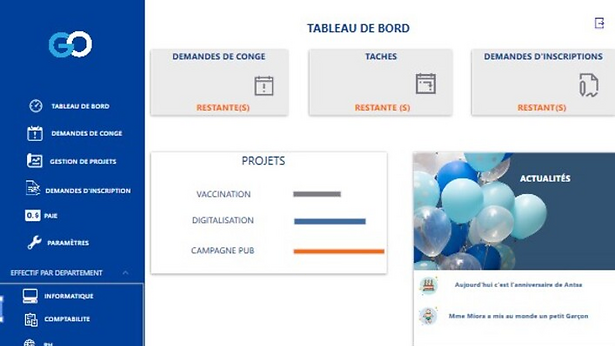 GO
TABLEAU DE BORD
DEMANDES DE CONGE
GESTION DE PROJETS
DEMANDES D'INSCRIPTION
0.$ PAIE
PARAMÈTRES
EFFECTIF PAR DEPARTEMENT
INFORMATIQUE
COMPTABILITE
RH
TABLEAU DE BORD
DEMANDES DE CONGE
RESTANTE(S)
TACHES
RESTANTE (S)
DEMANDES D'INSCRIPTIONS
RESTANT(S)
PROJETS
VACCINATION
DIGITALISATION
CAMPAGNE PUB
ACTUALITÉS
Aujourd'hui c'est l'anniversaire de Antsa
Mme Miora a mis au monde un petit Garçon